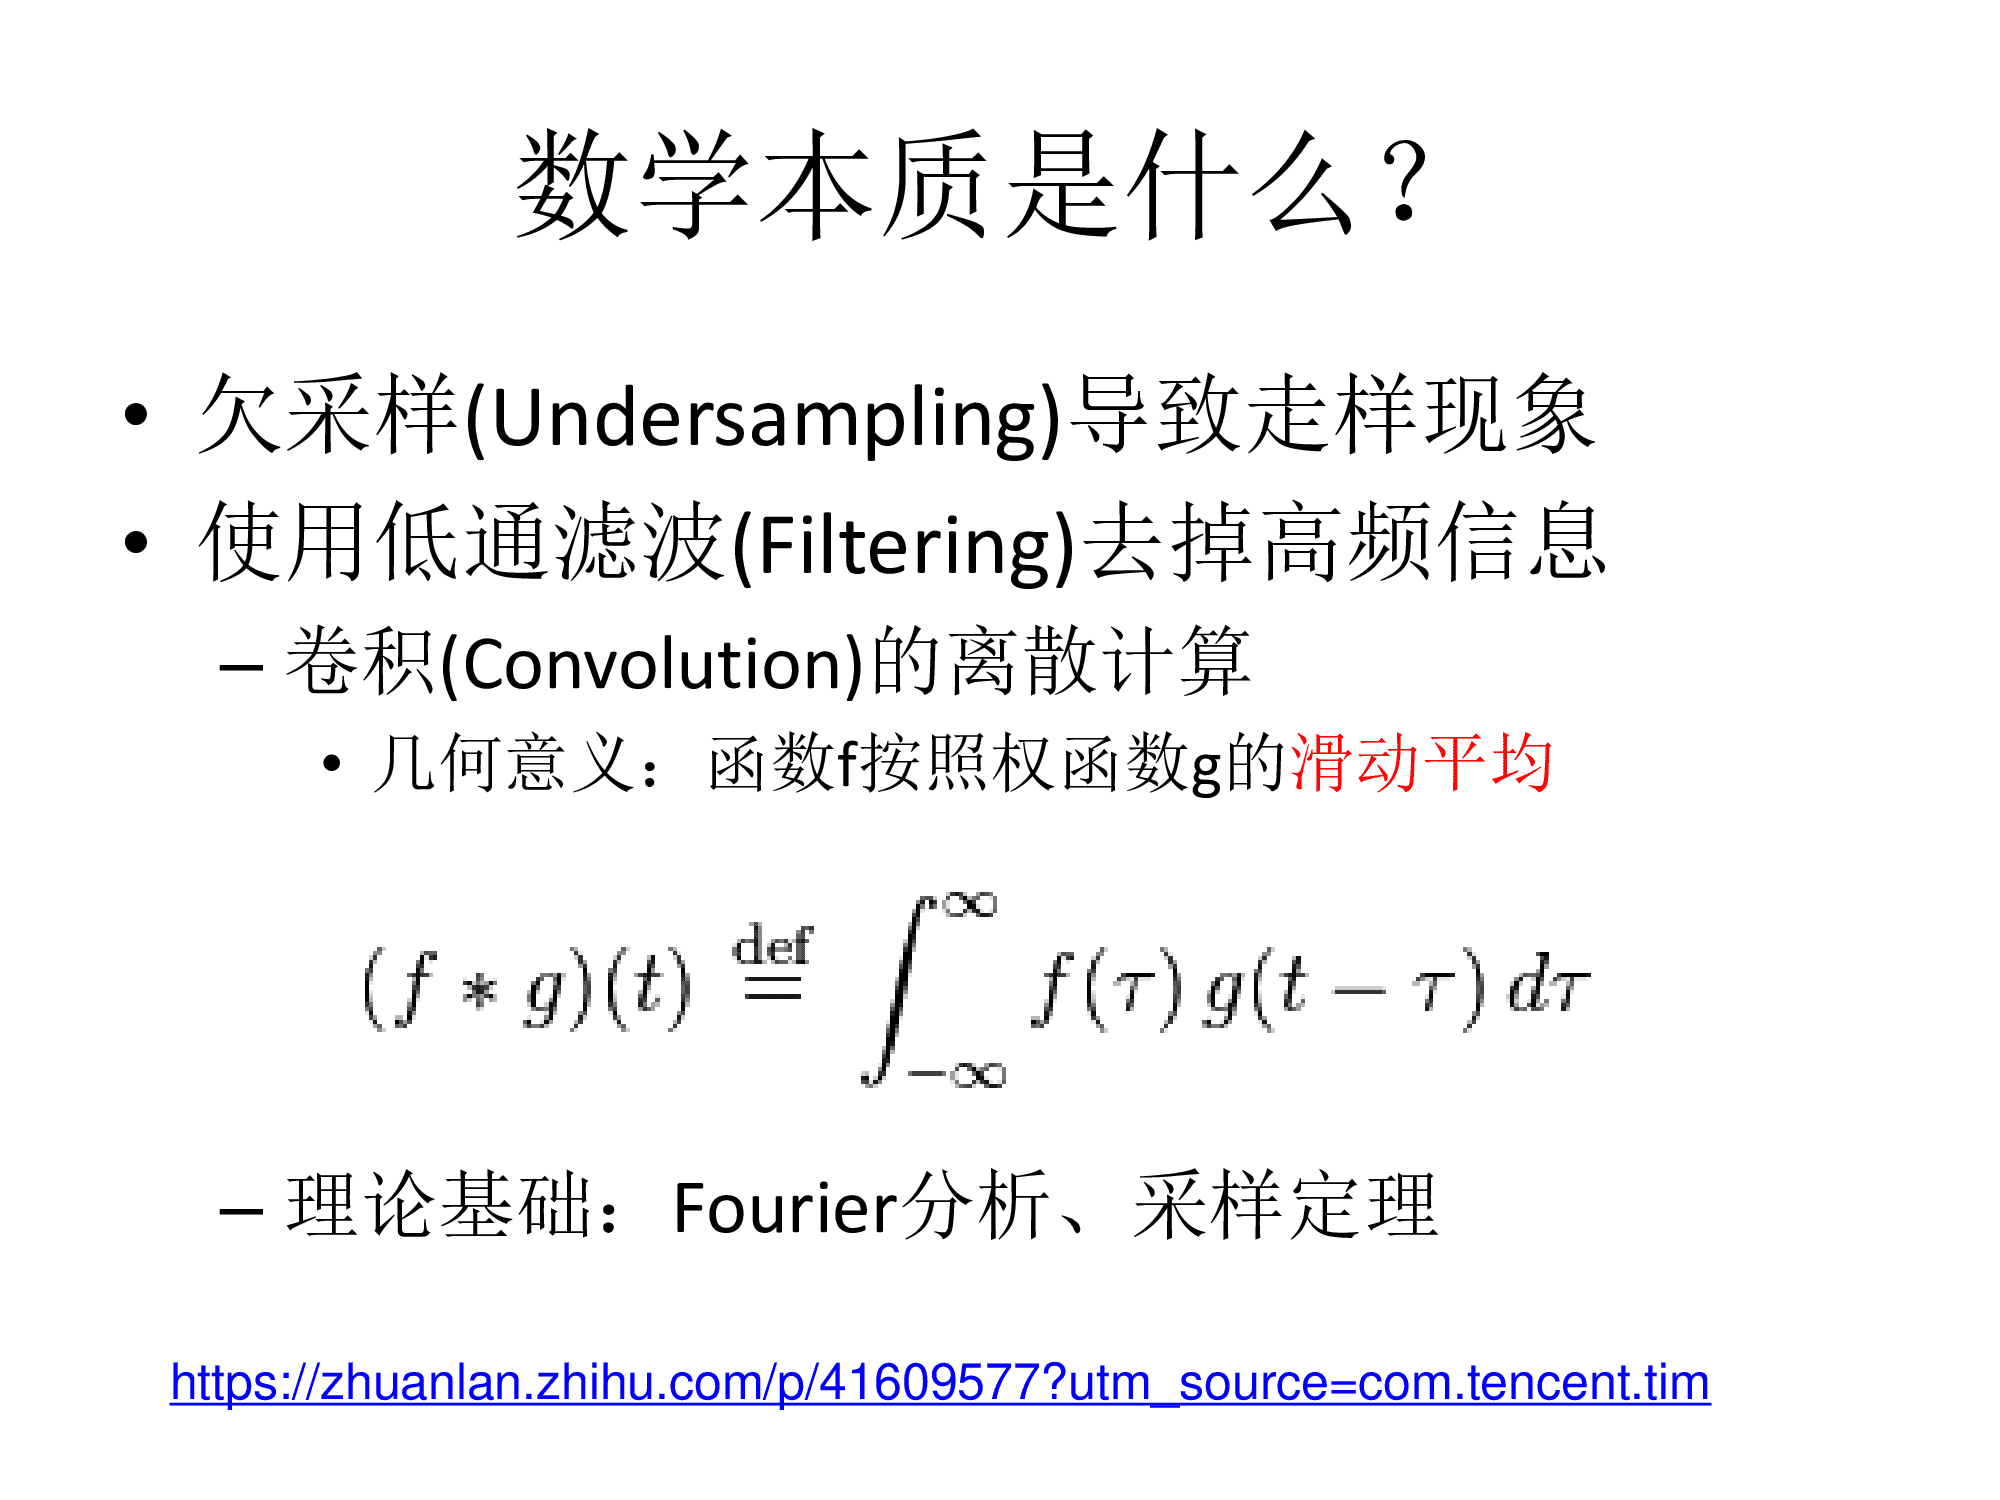 数学本质是什么？
• 欠采样(Undersampling)导致走样现象
• 使用低通滤波(Filtering)去掉高频信息
– 卷积(Convolution)的离散计算
• 几何意义：函数f按照权函数g的滑动平均
(f * g)(t) \stackrel{def}{=} \int_{-\infty}^{\infty} f(τ) g(t − τ) dτ
– 理论基础：Fourier分析、采样定理
https://zhuanlan.zhihu.com/p/41609577?utm_source=com.tencent.tim